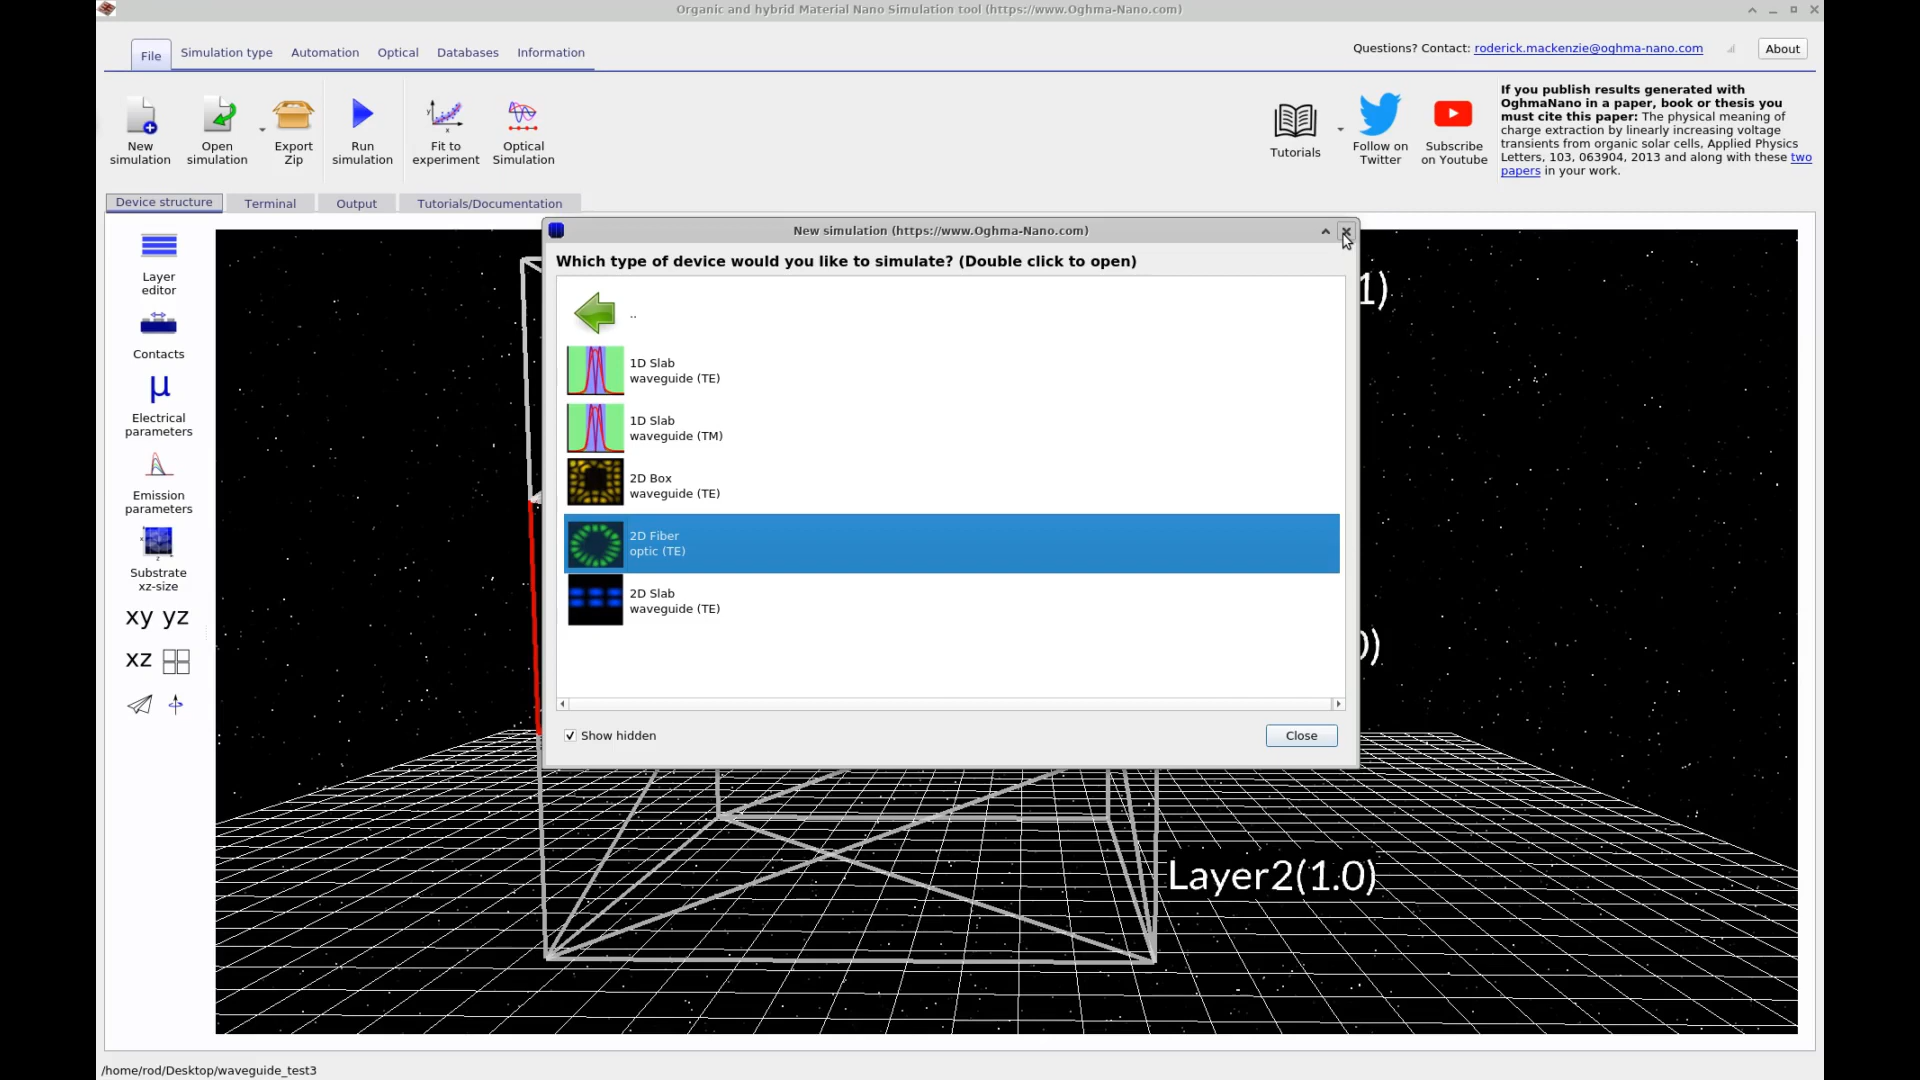 Organic and hybrid Material Nano Simulation tool (https://www.Oghma-Nano.com)
File
Simulation type
Automation
Optical
Databases
Information
Questions? Contact: roderick.mackenzie@oghma-nano.com
About
New
simulation
Open
simulation
Export
Zip
Run
simulation
Fit to
experiment
Optical
Simulation
Tutorials
Follow on
Twitter
Subscribe
on Youtube
If you publish results generated with
OghmaNano in a paper, book or thesis you
must cite this paper: The physical meaning of
charge extraction by linearly increasing voltage
transients from organic solar cells, Applied Physics
Letters, 103, 063904, 2013 and along with these two
papers in your work.
Device structure
Terminal
Output
Tutorials/Documentation
Layer
editor
Contacts
μ
Electrical
parameters
Emission
parameters
Substrate
xz-size
xy yz
xz
New simulation (https://www.Oghma-Nano.com)
Which type of device would you like to simulate? (Double click to open)
..
1D Slab
waveguide (TE)
1D Slab
waveguide (TM)
2D Box
waveguide (TE)
2D Fiber
optic (TE)
2D Slab
waveguide (TE)
Show hidden
Close
1)
)
Layer2(1.0)
/home/rod/Desktop/waveguide_test3